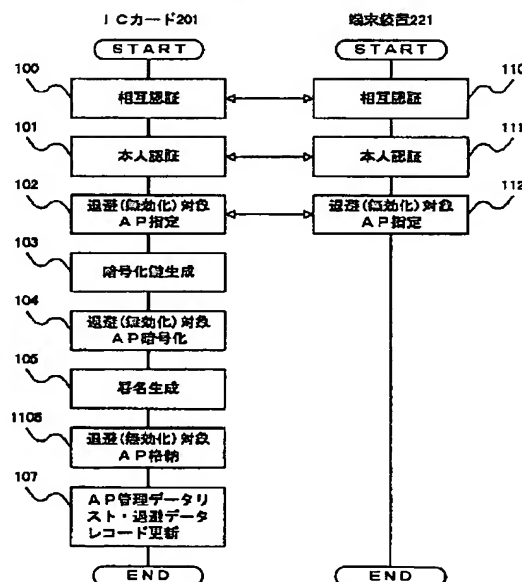 ICカード201
端末装置221
START
START
100
相互認証
相互認証
110
101
本人認証
本人認証
111
102
退避(無効化)対象
AP指定
退避(無効化)対象
AP指定
112
103
暗号化鍵生成
104
退避(無効化)対象
AP暗号化
105
署名生成
1106
退避(無効化)対象
AP格納
107
AP管理データリ
スト・退避データ
レコード更新
END
END